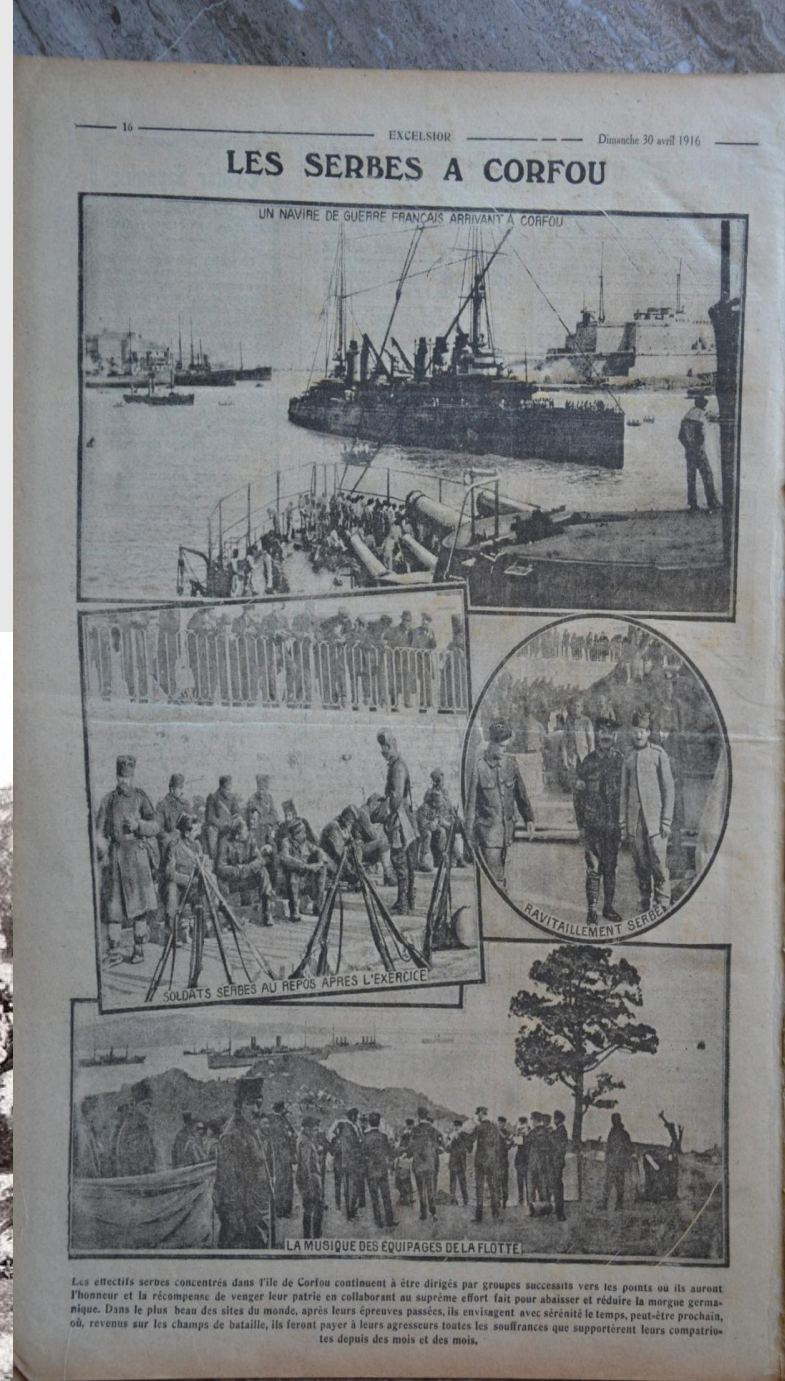 16
EXCELSIOR
Dimanche 30 avril 1916
LES SERBES A CORFOU
UN NAVIRE DE GUERRE FRANÇAIS ARRIVANT A CORFOU
RAVITAILLEMENT SERBE
SOLDATS SERBES AU REPOS APRES L'EXERCICE
LA MUSIQUE DES ÉQUIPAGES DE LA FLOTTE
Les effectifs serbes concentrés dans l'île de Corfou continuent à être dirigés par groupes successifs vers les points où ils auront
l'honneur et la récompense de venger leur patrie en collaborant au suprême effort fait pour abaisser et réduire la morgue germa-
nique. Dans le plus beau des sites du monde, après leurs épreuves passées, ils envisagent avec sérénité le temps, peut-être prochain,
où, revenus sur les champs de bataille, ils feront payer à leurs agresseurs toutes les souffrances que supportèrent leurs compatrio-
tes depuis des mois et des mois.